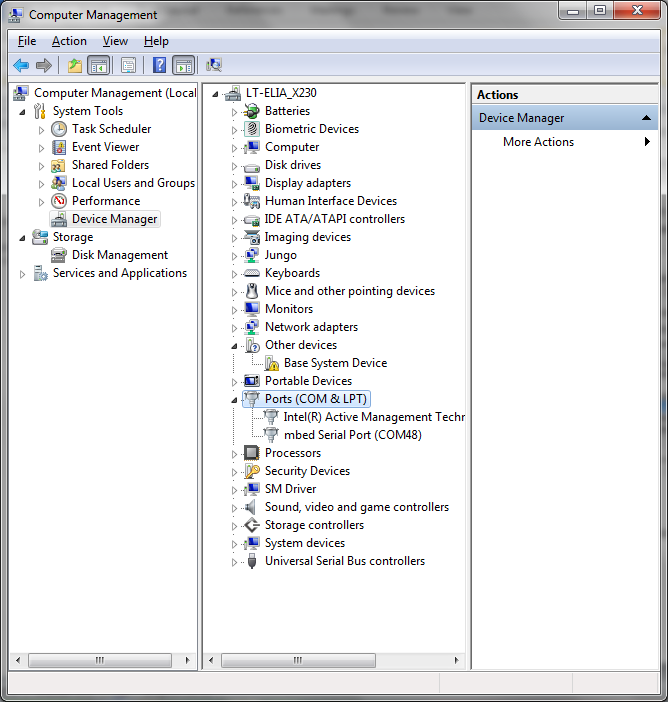 Computer Management
File Action View Help
Computer Management (Local
System Tools
Task Scheduler
Event Viewer
Shared Folders
Local Users and Groups
Performance
Device Manager
Storage
Disk Management
Services and Applications
LT-ELIA_X230
Batteries
Biometric Devices
Computer
Disk drives
Display adapters
Human Interface Devices
IDE ATA/ATAPI controllers
Imaging devices
Jungo
Keyboards
Mice and other pointing devices
Monitors
Network adapters
Other devices
Base System Device
Portable Devices
Ports (COM & LPT)
Intel(R) Active Management Techn
mbed Serial Port (COM48)
Processors
Security Devices
SM Driver
Sound, video and game controllers
Storage controllers
System devices
Universal Serial Bus controllers
Actions
Device Manager
More Actions